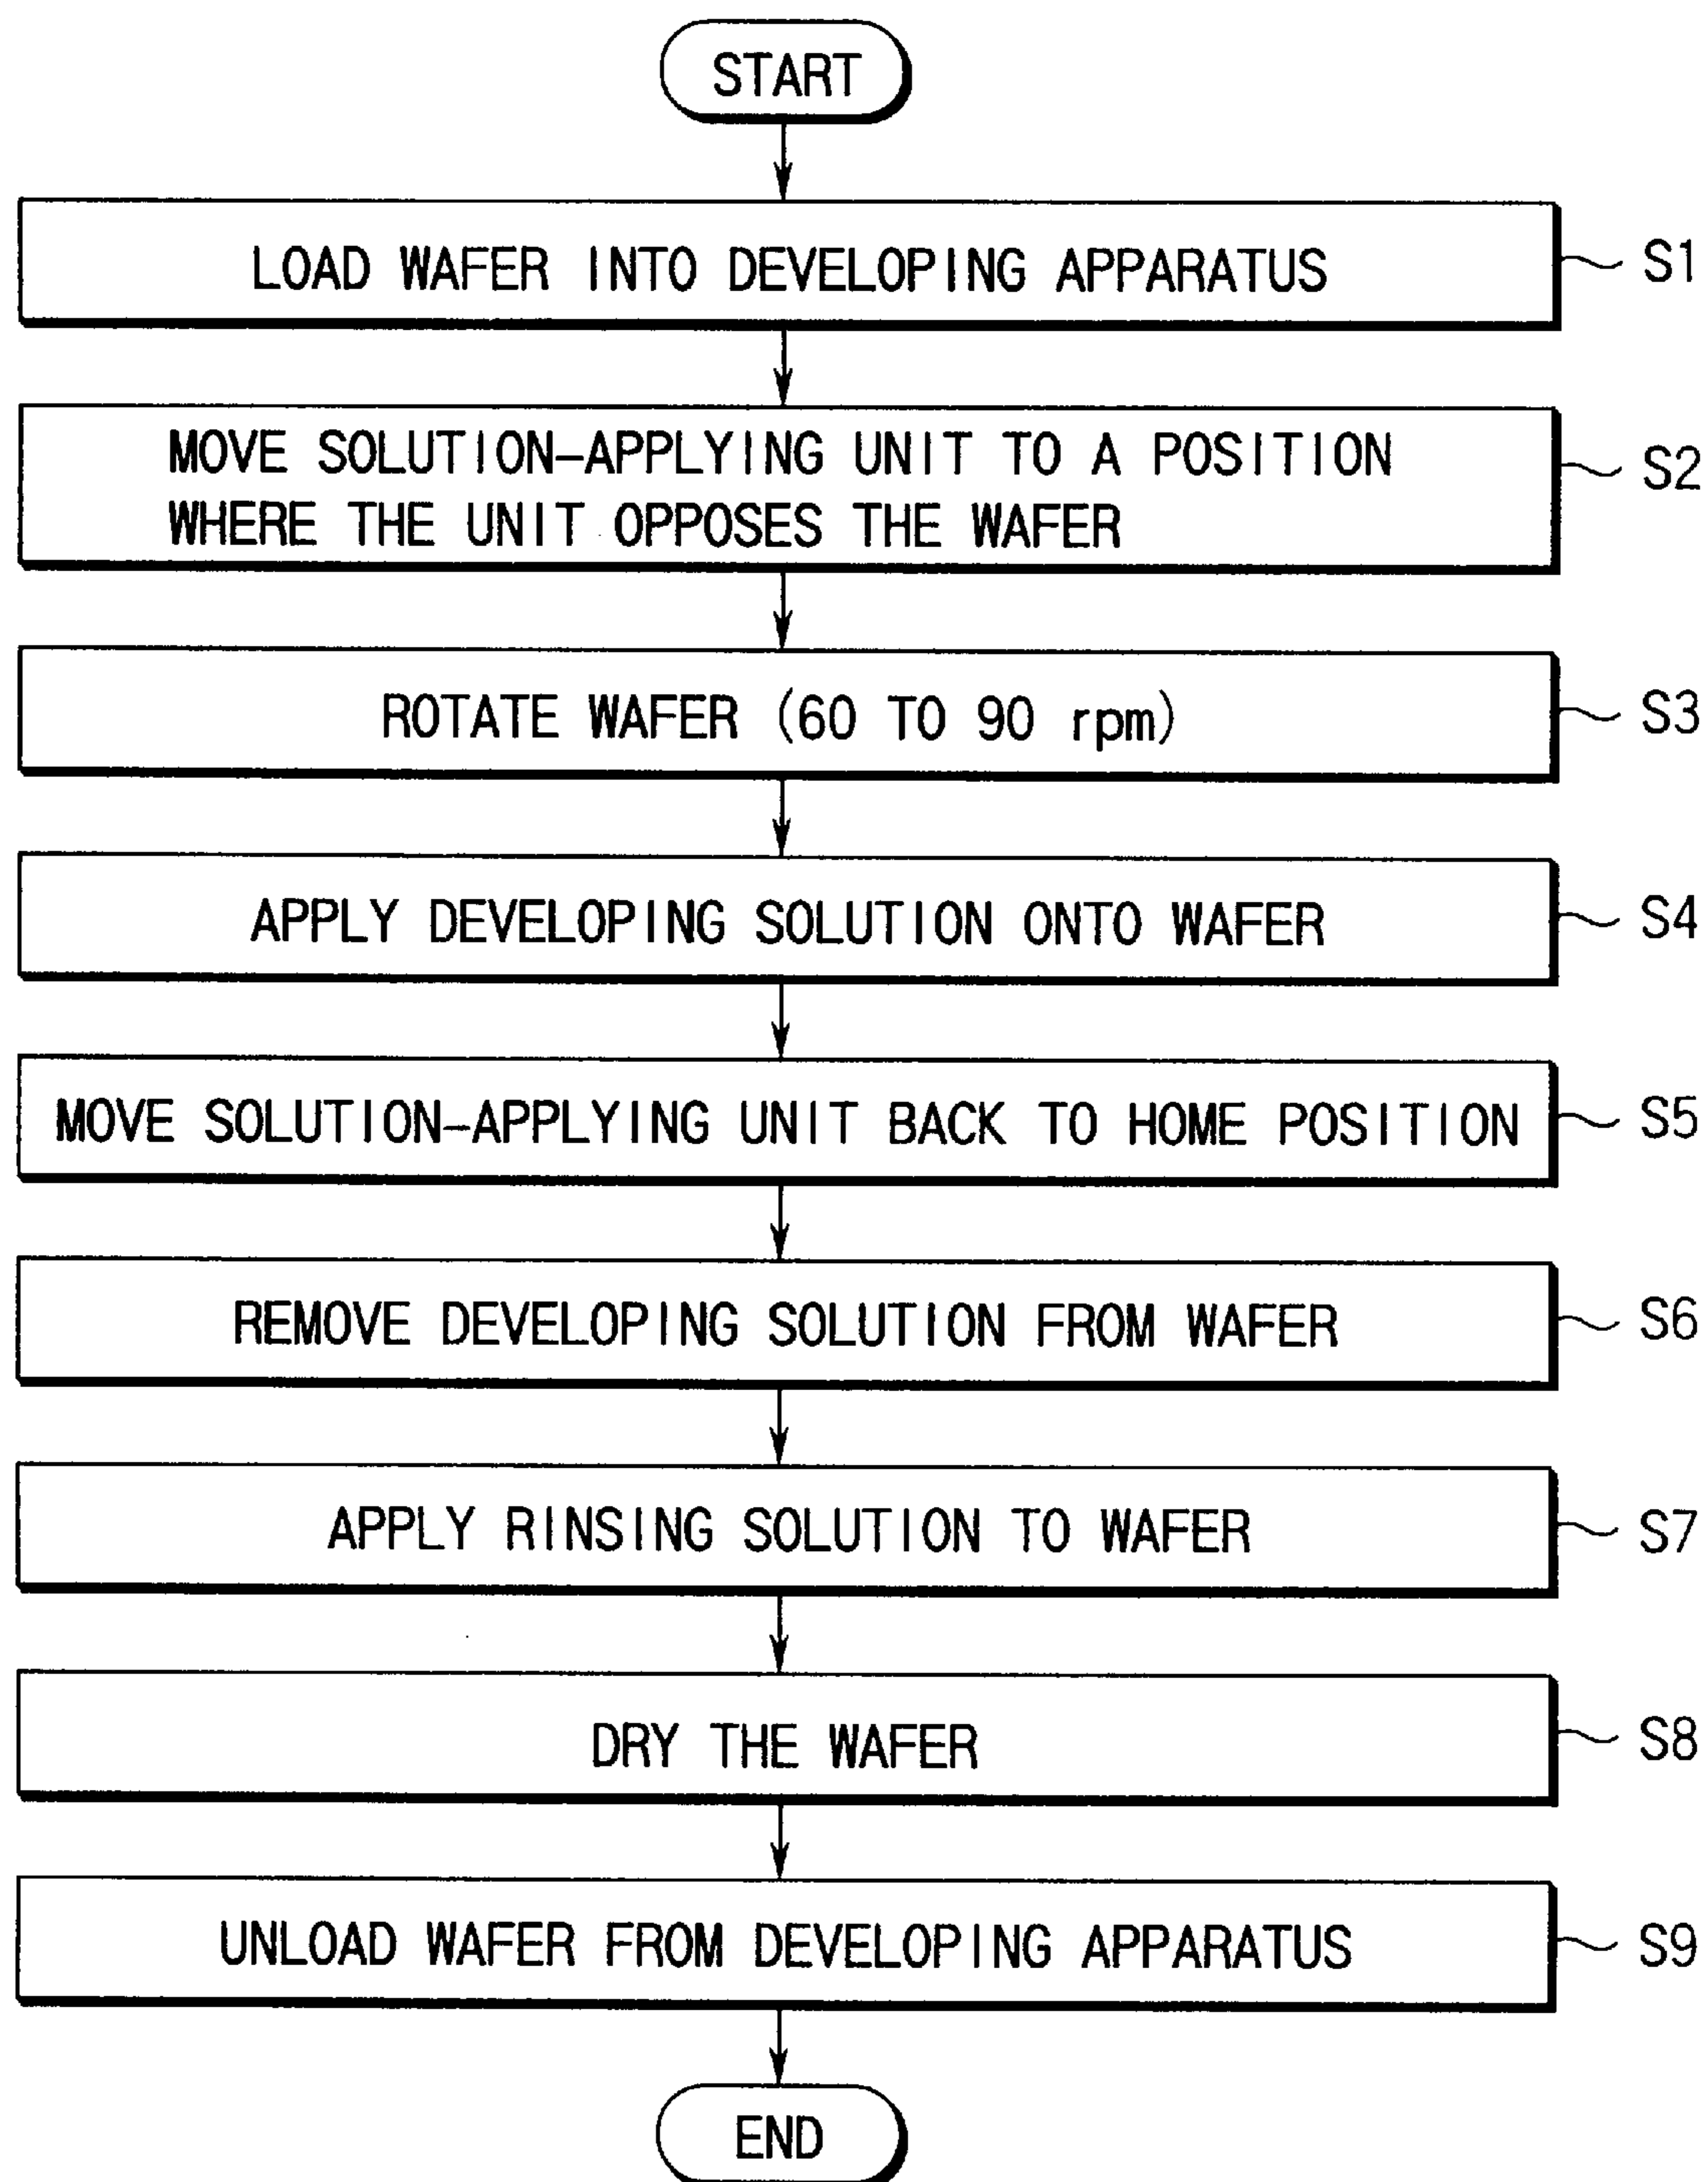 START
LOAD WAFER INTO DEVELOPING APPARATUS
S1
MOVE SOLUTION-APPLYING UNIT TO A POSITION
WHERE THE UNIT OPPOSES THE WAFER
S2
ROTATE WAFER (60 TO 90 rpm)
S3
APPLY DEVELOPING SOLUTION ONTO WAFER
S4
MOVE SOLUTION-APPLYING UNIT BACK TO HOME POSITION
S5
REMOVE DEVELOPING SOLUTION FROM WAFER
S6
APPLY RINSING SOLUTION TO WAFER
S7
DRY THE WAFER
S8
UNLOAD WAFER FROM DEVELOPING APPARATUS
S9
END